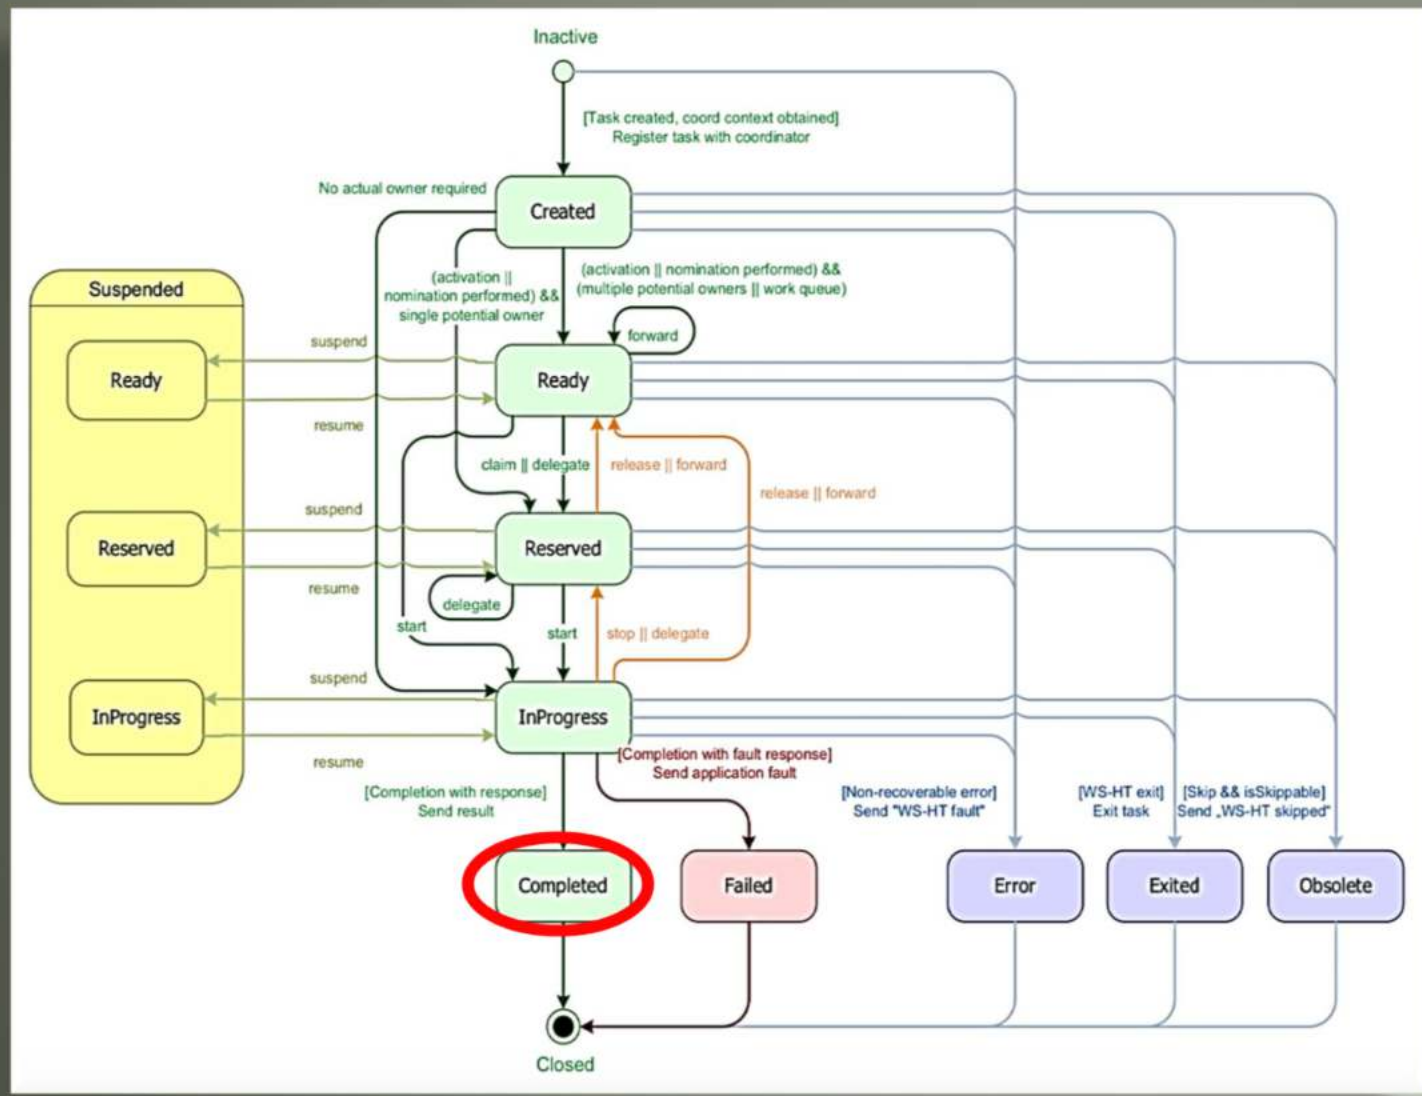 Inactive
[Task created, coord context obtained]
Register task with coordinator
No actual owner required
Created
(activation ||
nomination performed) &&
single potential owner
(activation || nomination performed) &&
(multiple potential owners || work queue)
Suspended
forward
suspend
Ready
Ready
resume
claim || delegate
release || forward
release || forward
suspend
Reserved
Reserved
resume
delegate
start
start
stop || delegate
suspend
InProgress
InProgress
resume
[Completion with fault response]
Send application fault
[Completion with response]
Send result
[Non-recoverable error]
Send "WS-HT fault"
[WS-HT exit]
Exit task
[Skip && isSkippable]
Send „WS-HT skipped"
Completed
Failed
Error
Exited
Obsolete
Closed